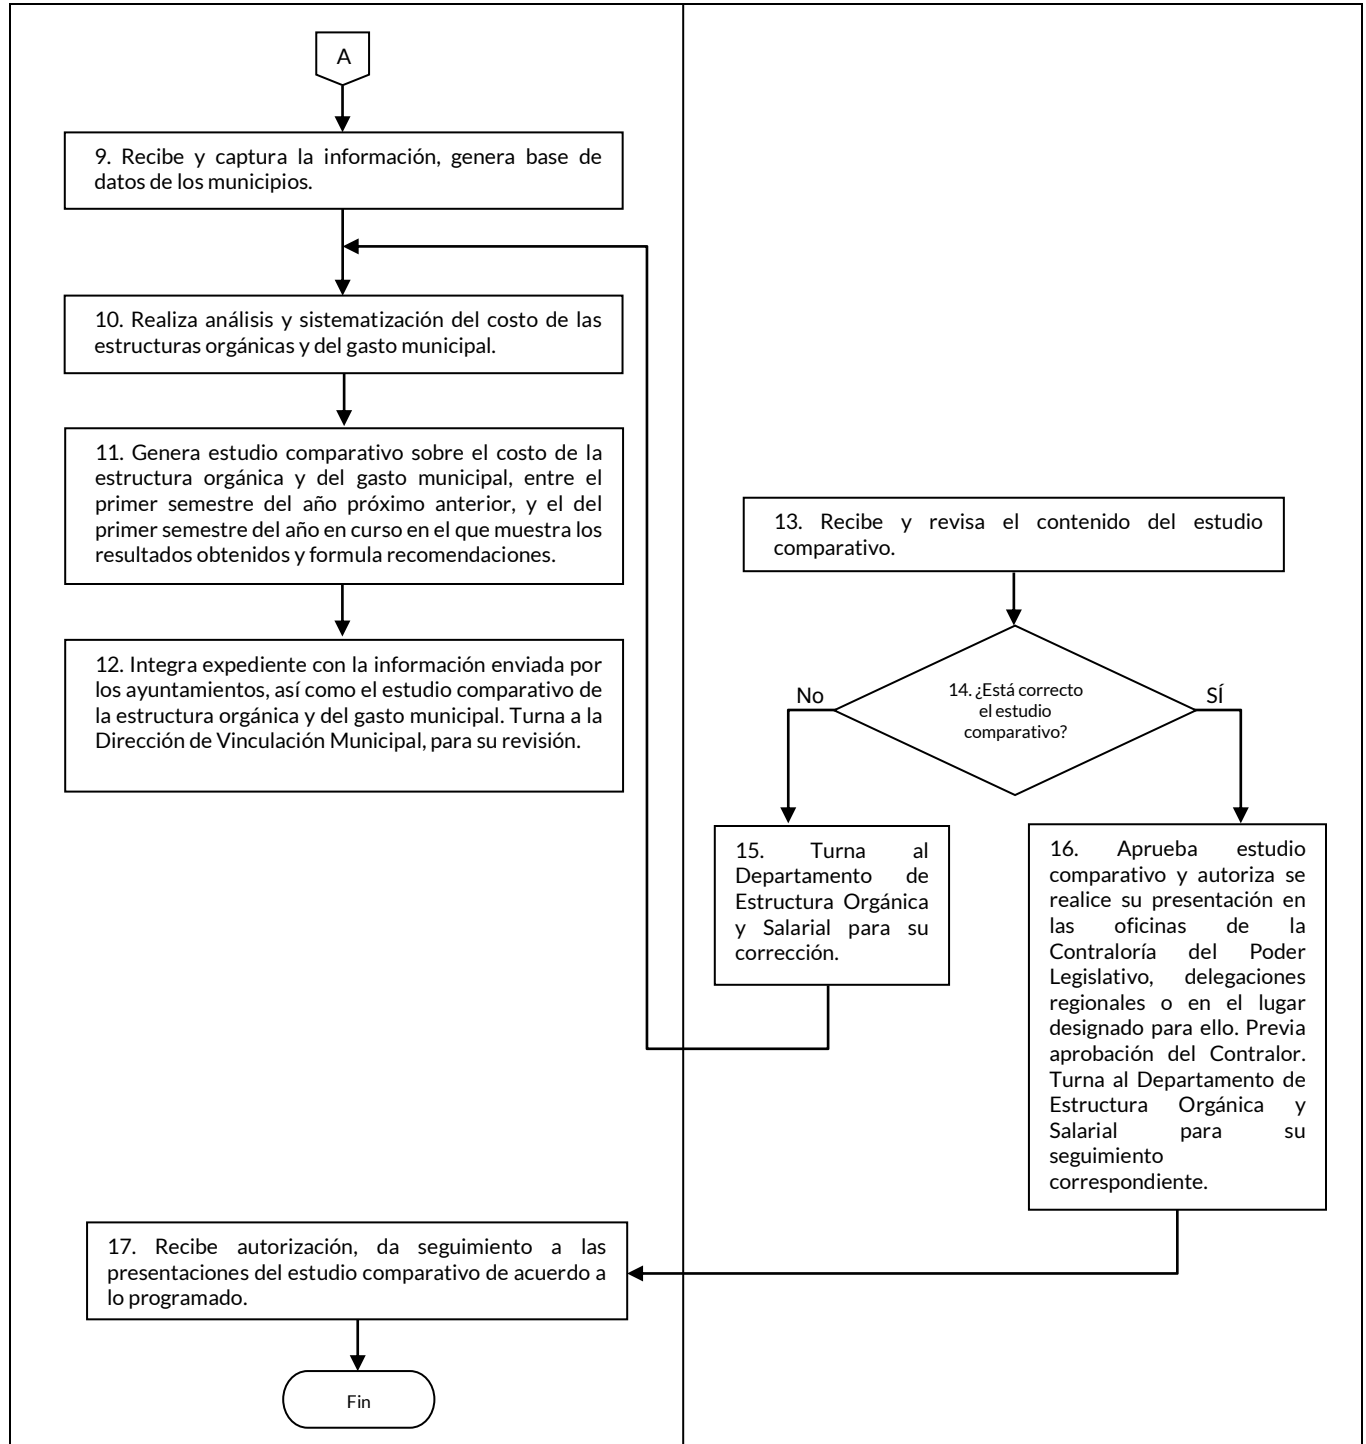 A
9. Recibe y captura la información, genera base de
datos de los municipios.
10. Realiza análisis y sistematización del costo de las
estructuras orgánicas y del gasto municipal.
11. Genera estudio comparativo sobre el costo de la
estructura orgánica y del gasto municipal, entre el
primer semestre del año próximo anterior, y el del
primer semestre del año en curso en el que muestra los
resultados obtenidos y formula recomendaciones.
12. Integra expediente con la información enviada por
los ayuntamientos, así como el estudio comparativo de
la estructura orgánica y del gasto municipal. Turna a la
Dirección de Vinculación Municipal, para su revisión.
13. Recibe y revisa el contenido del estudio
comparativo.
14. ¿Está correcto
el estudio
comparativo?
No
SÍ
15. Turna al
Departamento de
Estructura Orgánica
y Salarial para su
corrección.
16. Aprueba estudio
comparativo y autoriza se
realice su presentación en
las oficinas de la
Contraloría del Poder
Legislativo, delegaciones
regionales o en el lugar
designado para ello. Previa
aprobación del Contralor.
Turna al Departamento de
Estructura Orgánica y
Salarial para su
seguimiento
correspondiente.
17. Recibe autorización, da seguimiento a las
presentaciones del estudio comparativo de acuerdo a
lo programado.
Fin